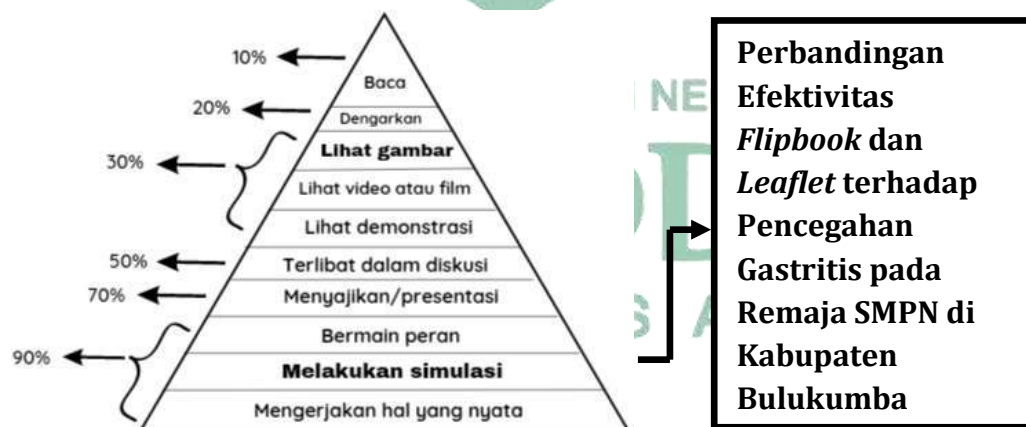 10%
Baca
20%
Dengarkan
Lihat gambar
30%
Lihat video atau film
Lihat demonstrasi
50%
Terlibat dalam diskusi
70%
Menyajikan/presentasi
Bermain peran
90%
Melakukan simulasi
Mengerjakan hal yang nyata
Perbandingan
Efektivitas
Flipbook dan
Leaflet terhadap
Pencegahan
Gastritis pada
Remaja SMPN di
Kabupaten
Bulukumba
NE